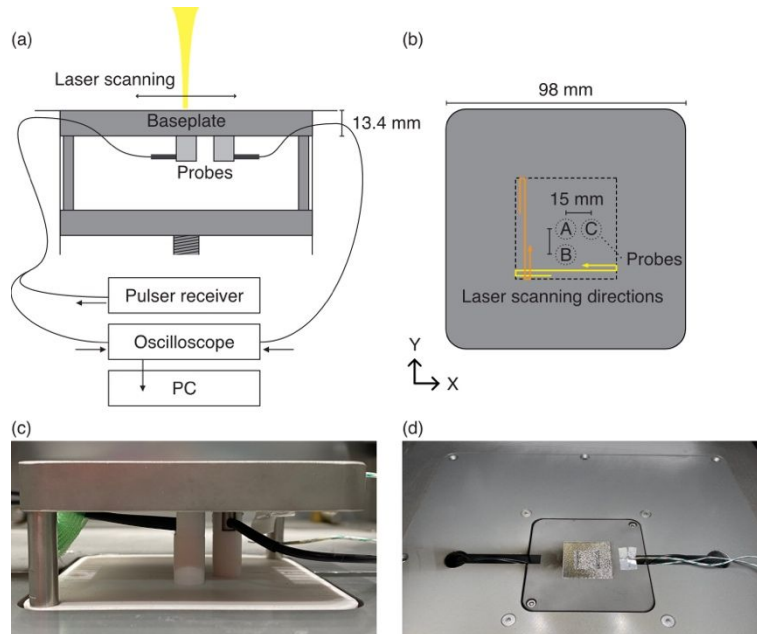 (a)
Laser scanning
Baseplate
13.4 mm
Probes
Pulser receiver
Oscilloscope
PC
(b)
98 mm
15 mm
A
C
B
Probes
Laser scanning directions
Y
X
(c)
(d)